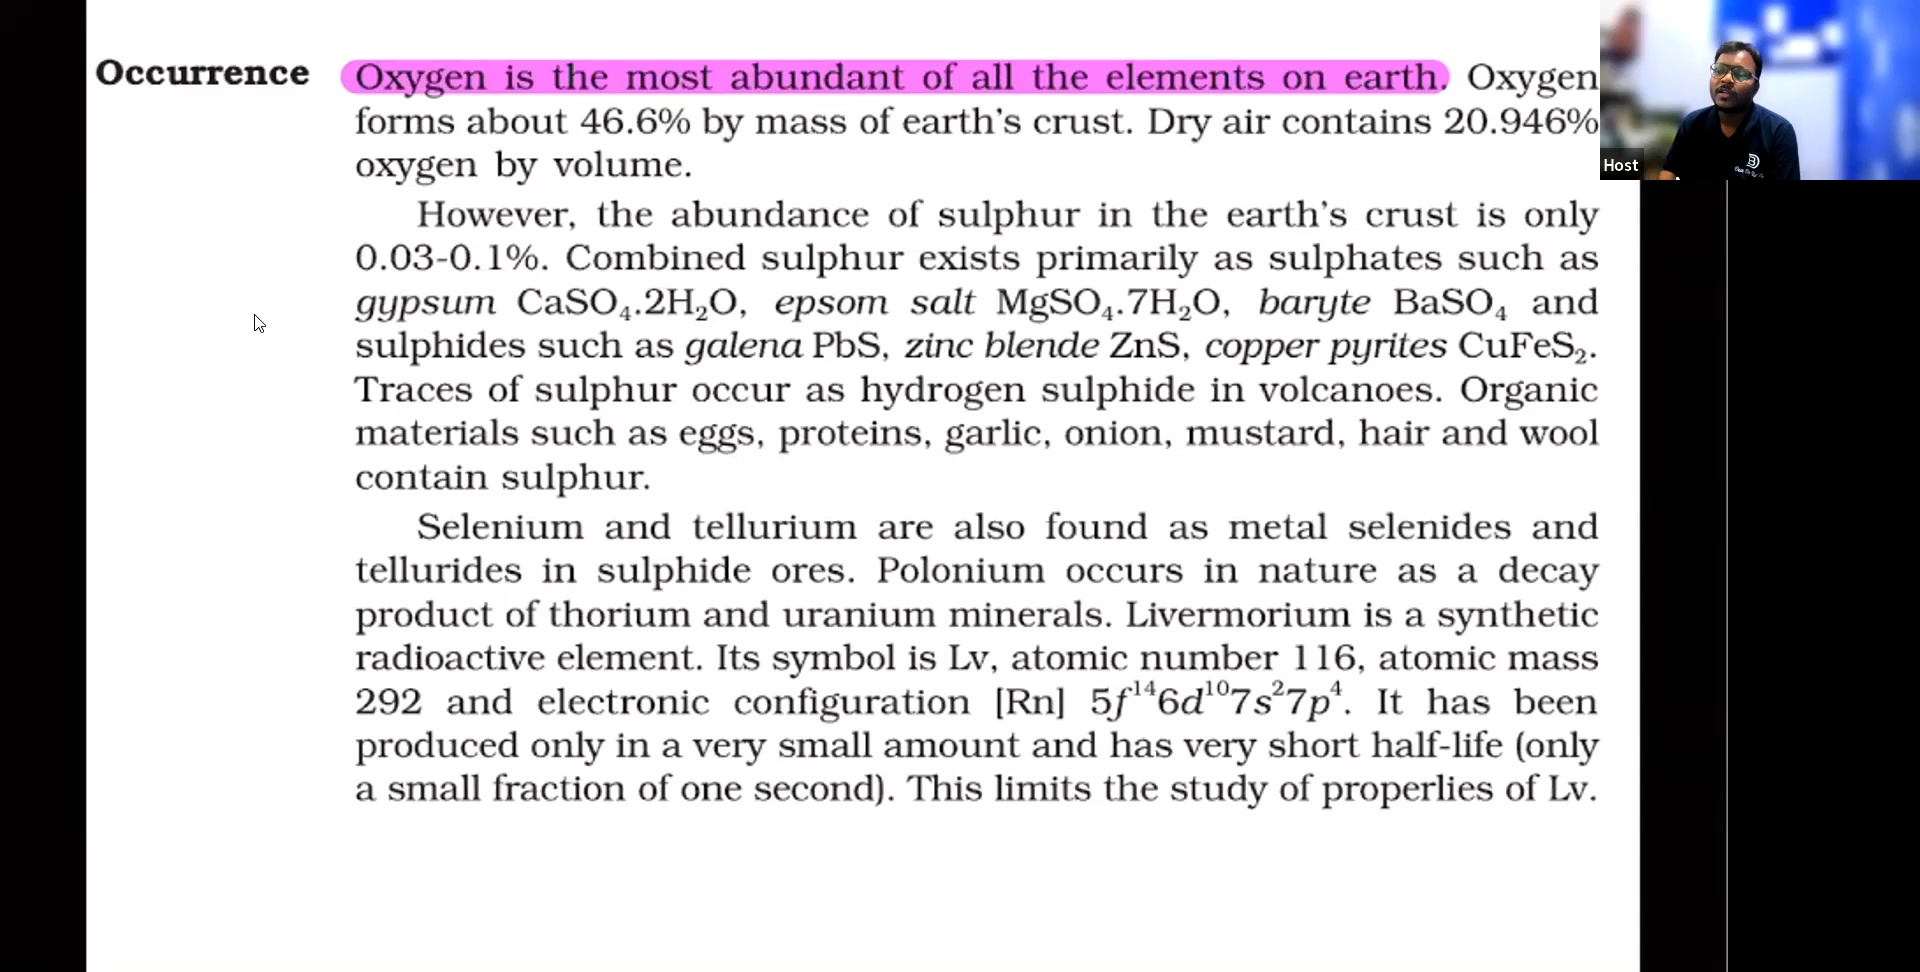 Occurrence
Oxygen is the most abundant of all the elements on earth. Oxygen
forms about 46.6% by mass of earth's crust. Dry air contains 20.946%
oxygen by volume.
However, the abundance of sulphur in the earth's crust is only
0.03-0.1%. Combined sulphur exists primarily as sulphates such as
gypsum CaSO₄.2H₂O, epsom salt MgSO₄.7H₂O, baryte BaSO₄ and
sulphides such as galena PbS, zinc blende ZnS, copper pyrites CuFeS₂.
Traces of sulphur occur as hydrogen sulphide in volcanoes. Organic
materials such as eggs, proteins, garlic, onion, mustard, hair and wool
contain sulphur.
Selenium and tellurium are also found as metal selenides and
tellurides in sulphide ores. Polonium occurs in nature as a decay
product of thorium and uranium minerals. Livermorium is a synthetic
radioactive element. Its symbol is Lv, atomic number 116, atomic mass
292 and electronic configuration [Rn] 5f¹⁴6d¹⁰7s²7p⁴. It has been
produced only in a very small amount and has very short half-life (only
a small fraction of one second). This limits the study of properlies of Lv.
Host